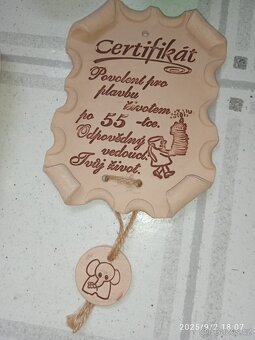 Certifikát
Povolení pro
plavbu
životem
po 55 -tce.
Odpovědný
vedoucí.
Tvůj život.
2025/9/2 18:07